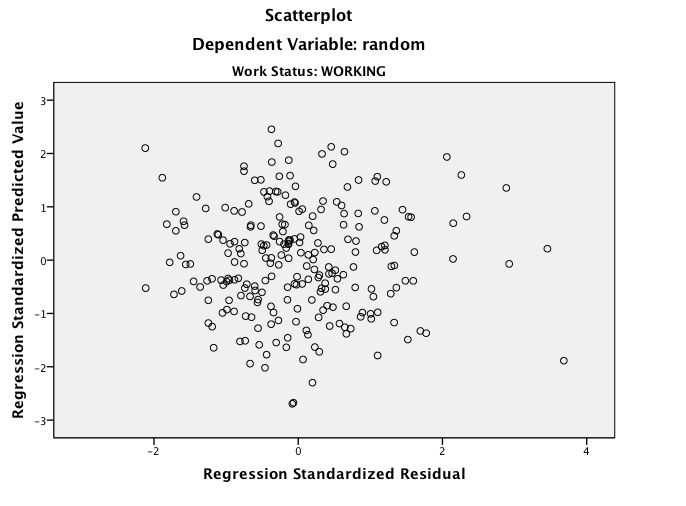 Scatterplot
Dependent Variable: random
Work Status: WORKING
Regression Standardized Predicted Value
3
2
1
0
−1
−2
−3
−2
0
2
4
Regression Standardized Residual